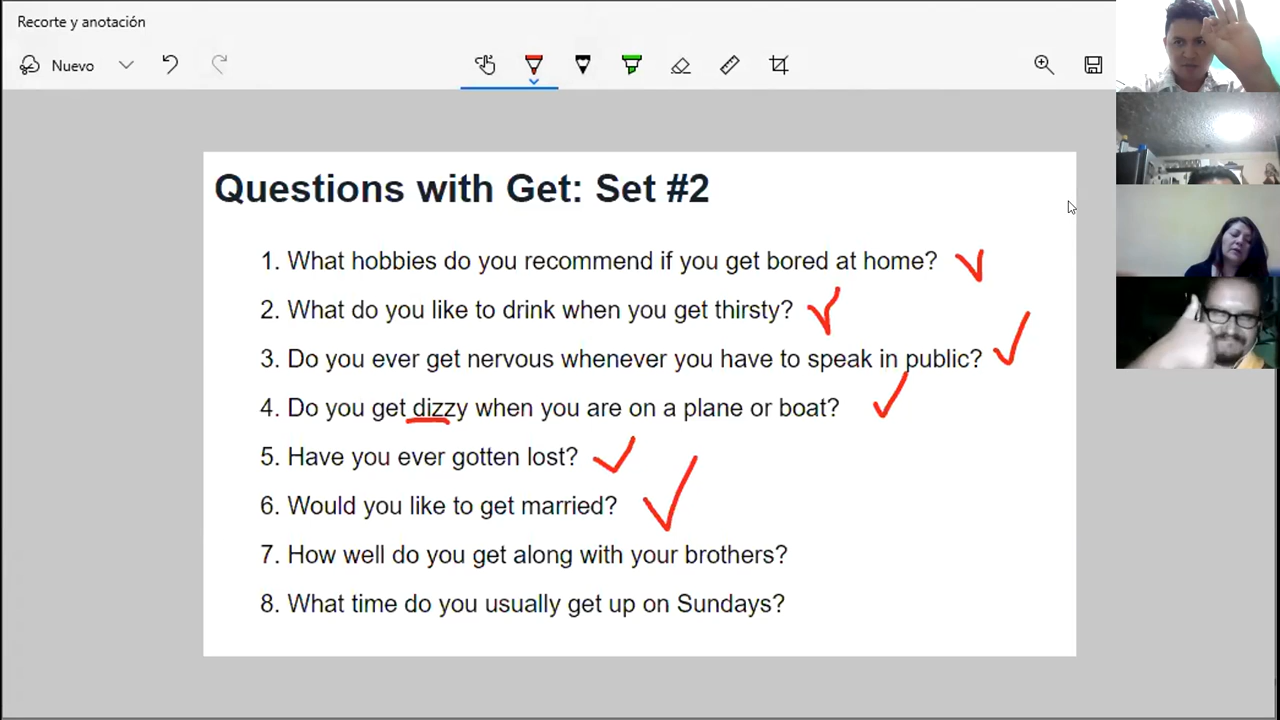 Recorte y anotación
Nuevo
Questions with Get: Set #2
1. What hobbies do you recommend if you get bored at home?
2. What do you like to drink when you get thirsty?
3. Do you ever get nervous whenever you have to speak in public?
4. Do you get dizzy when you are on a plane or boat?
5. Have you ever gotten lost?
6. Would you like to get married?
7. How well do you get along with your brothers?
8. What time do you usually get up on Sundays?